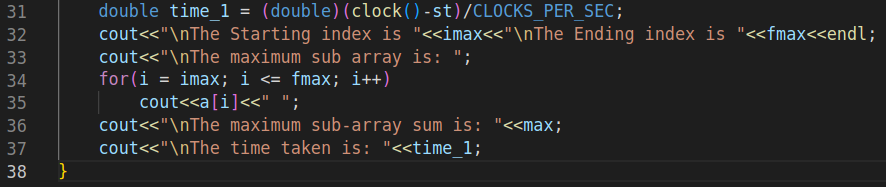 31 double time_1 = (double)(clock()-st)/CLOCKS_PER_SEC;
32 cout<<"\nThe Starting index is "<<imax<<"\nThe Ending index is "<<fmax<<endl;
33 cout<<"\nThe maximum sub array is: ";
34 for(i = imax; i <= fmax; i++)
35 cout<<a[i]<<" ";
36 cout<<"\nThe maximum sub-array sum is: "<<max;
37 cout<<"\nThe time taken is: "<<time_1;
38 }